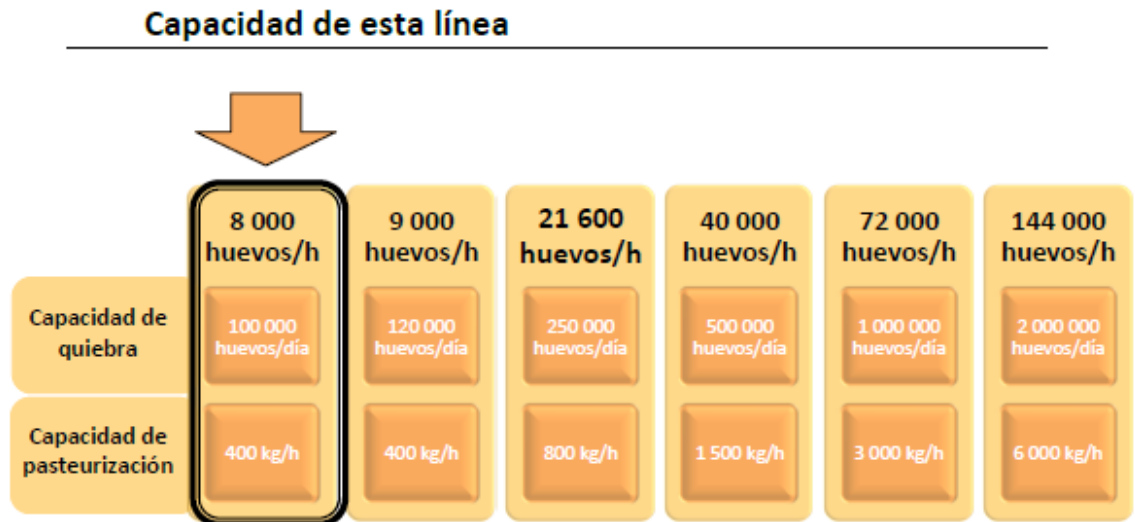 Capacidad de esta línea
8 000
huevos/h
9 000
huevos/h
21 600
huevos/h
40 000
huevos/h
72 000
huevos/h
144 000
huevos/h
Capacidad de
quiebra
100 000
huevos/día
120 000
huevos/día
250 000
huevos/día
500 000
huevos/día
1 000 000
huevos/día
2 000 000
huevos/día
Capacidad de
pasteurización
400 kg/h
400 kg/h
800 kg/h
1 500 kg/h
3 000 kg/h
6 000 kg/h